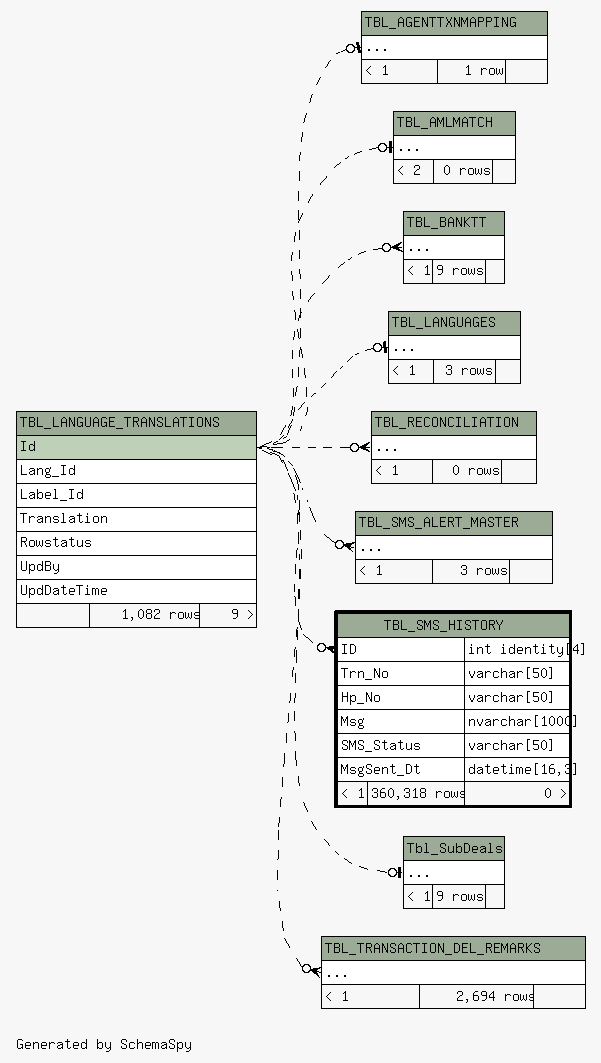 TBL_AGENTTXNMAPPING
...
< 1 1 row
TBL_AMLMATCH
...
< 2 0 rows
TBL_BANKTT
...
< 1 9 rows
TBL_LANGUAGES
...
< 1 3 rows
TBL_LANGUAGE_TRANSLATIONS
Id
Lang_Id
Label_Id
Translation
Rowstatus
UpdBy
UpdDateTime
1,082 rows 9 >
TBL_RECONCILIATION
...
< 1 0 rows
TBL_SMS_ALERT_MASTER
...
< 1 3 rows
TBL_SMS_HISTORY
ID int identity[4]
Trn_No varchar[50]
Hp_No varchar[50]
Msg nvarchar[1000]
SMS_Status varchar[50]
MsgSent_Dt datetime[16,3]
< 1 360,318 rows 0 >
Tbl_SubDeals
...
< 1 9 rows
TBL_TRANSACTION_DEL_REMARKS
...
< 1 2,694 rows
Generated by SchemaSpy